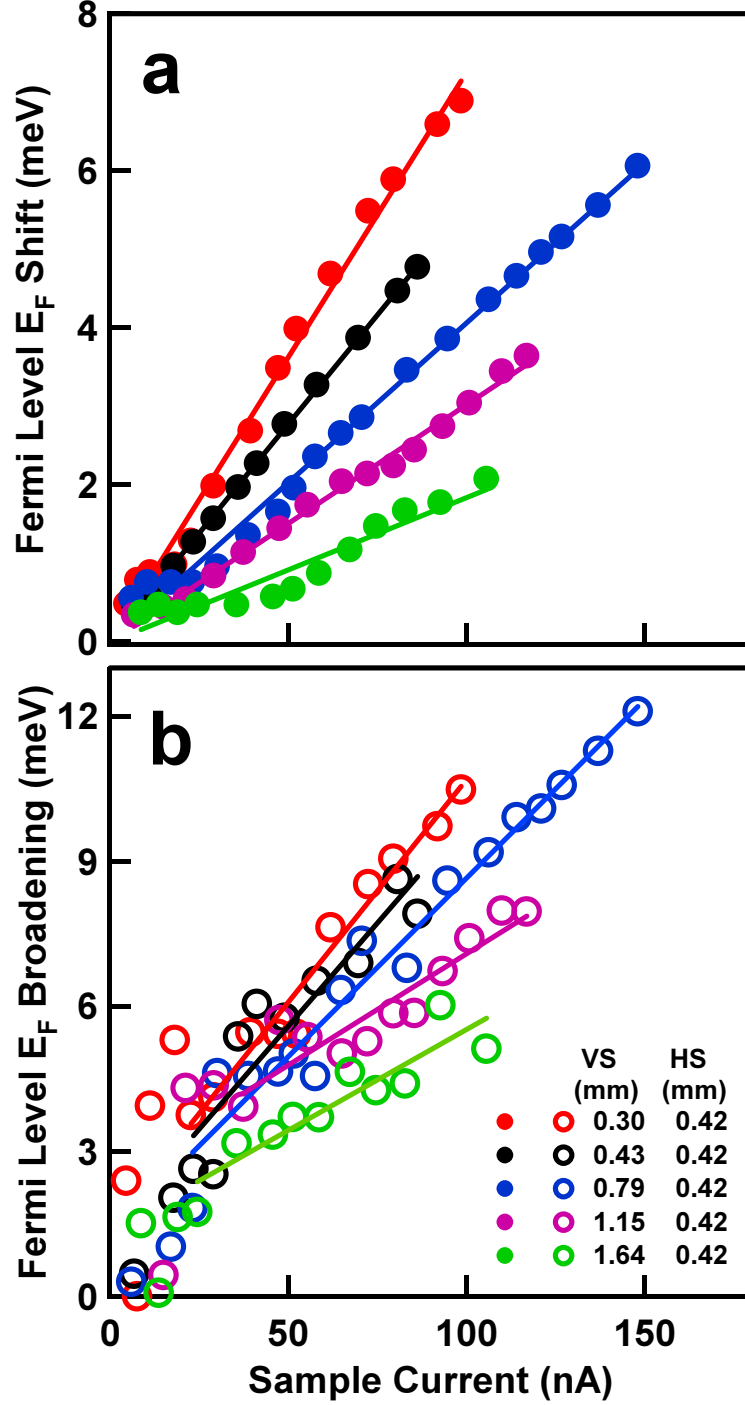 8
a
6
4
2
0
Fermi Level E_F Shift (meV)
b
12
9
6
3
0
Fermi Level E_F Broadening (meV)
VS HS
(mm) (mm)
0.30 0.42
0.43 0.42
0.79 0.42
1.15 0.42
1.64 0.42
0 50 100 150
Sample Current (nA)